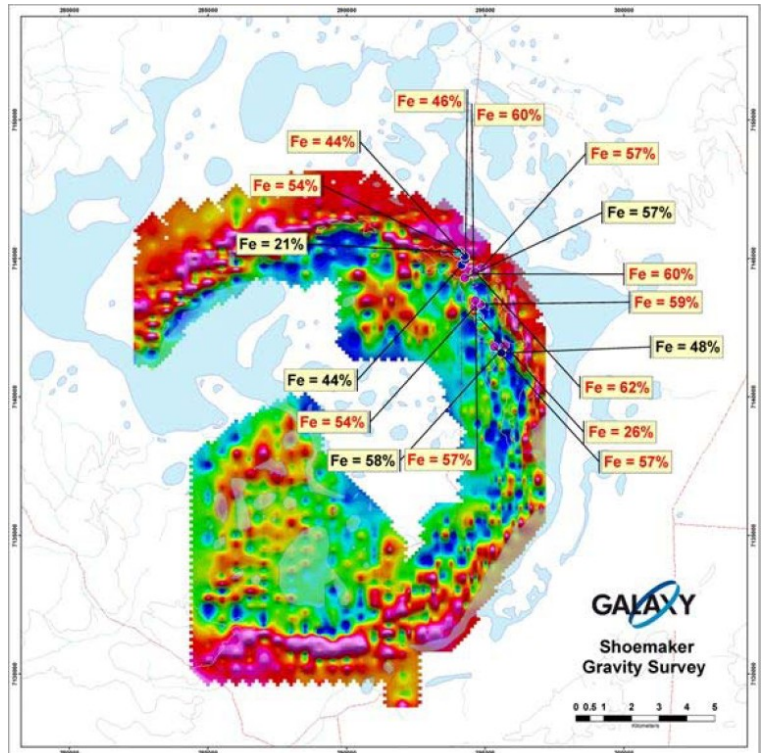 Fe = 46%
Fe = 60%
Fe = 44%
Fe = 57%
Fe = 54%
Fe = 57%
Fe = 21%
Fe = 60%
Fe = 59%
Fe = 48%
Fe = 44%
Fe = 62%
Fe = 54%
Fe = 26%
Fe = 58%
Fe = 57%
Fe = 57%
GALAXY
Shoemaker
Gravity Survey
0 0.5 1 2 3 4 5
Kilometers